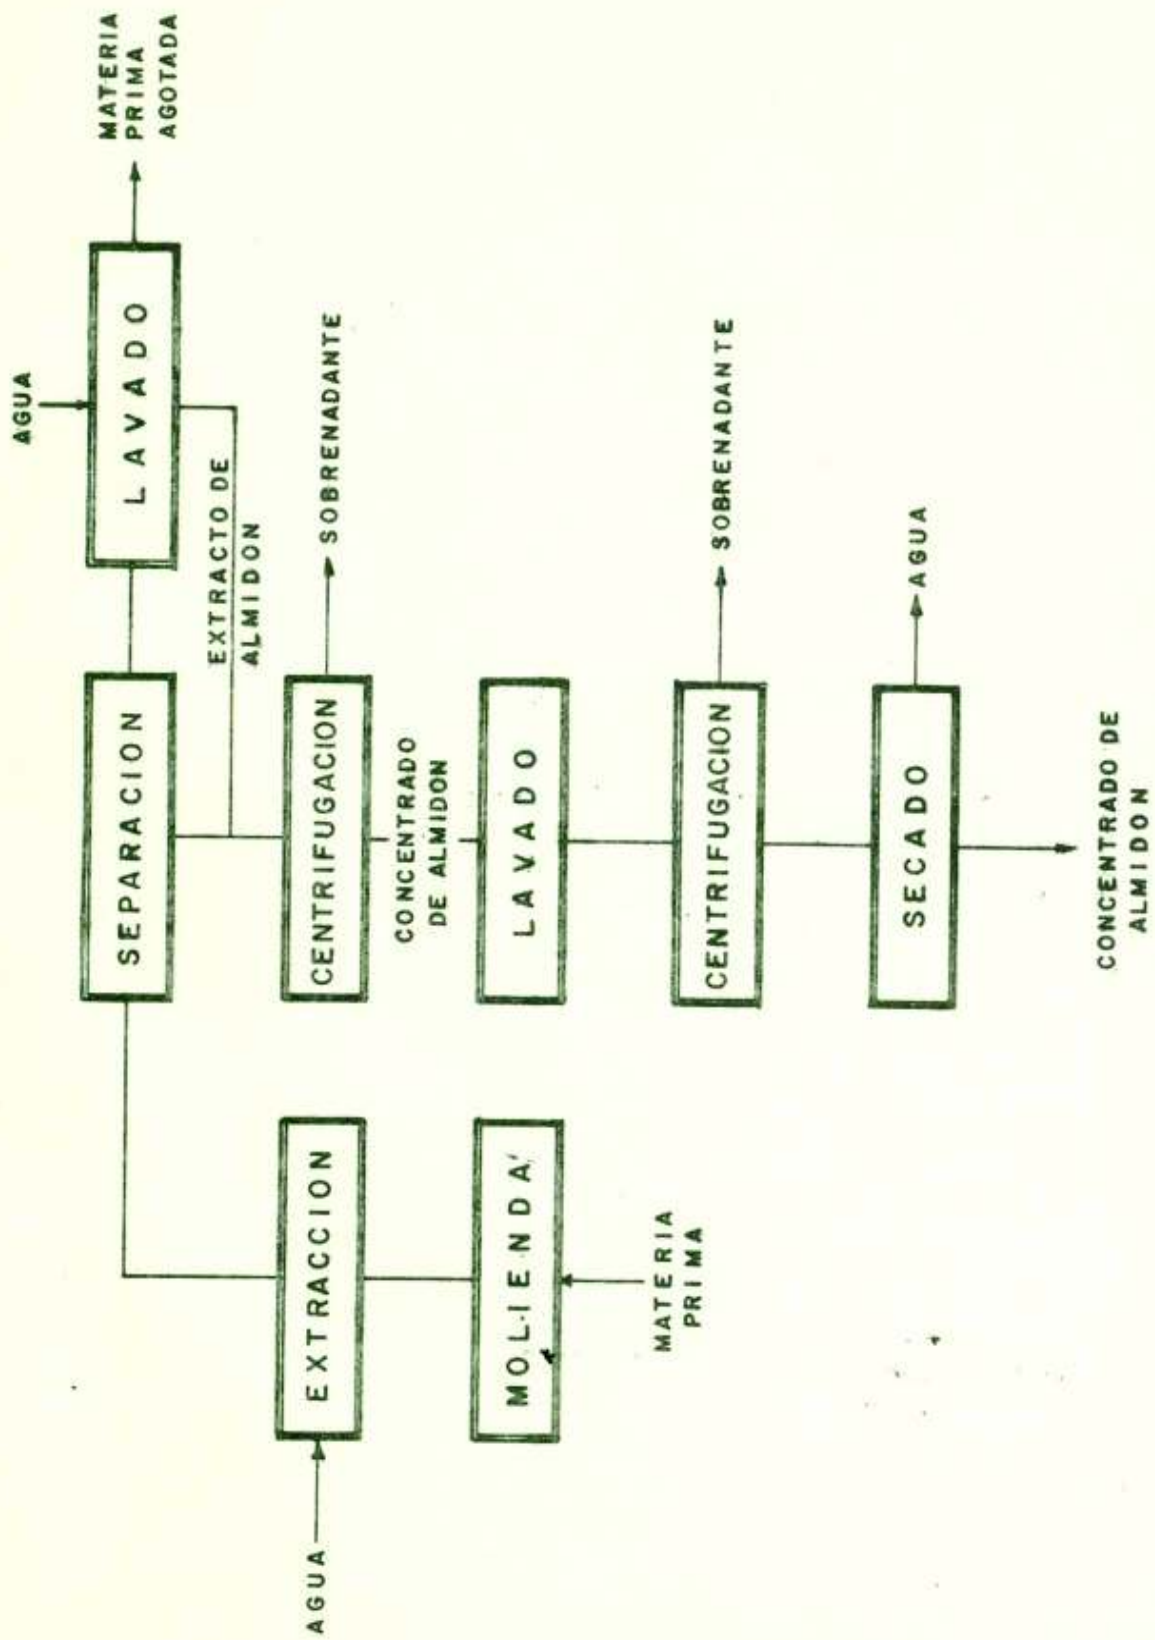 AGUA
SEPARACION
LAVADO
MATERIA
PRIMA
AGOTADA
EXTRACTO DE
ALMIDON
AGUA
EXTRACCION
CENTRIFUGACION
SOBRENADANTE
CONCENTRADO
DE ALMIDON
MOLIENDA
LAVADO
MATERIA
PRIMA
CENTRIFUGACION
SOBRENADANTE
SECADO
AGUA
CONCENTRADO DE
ALMIDON